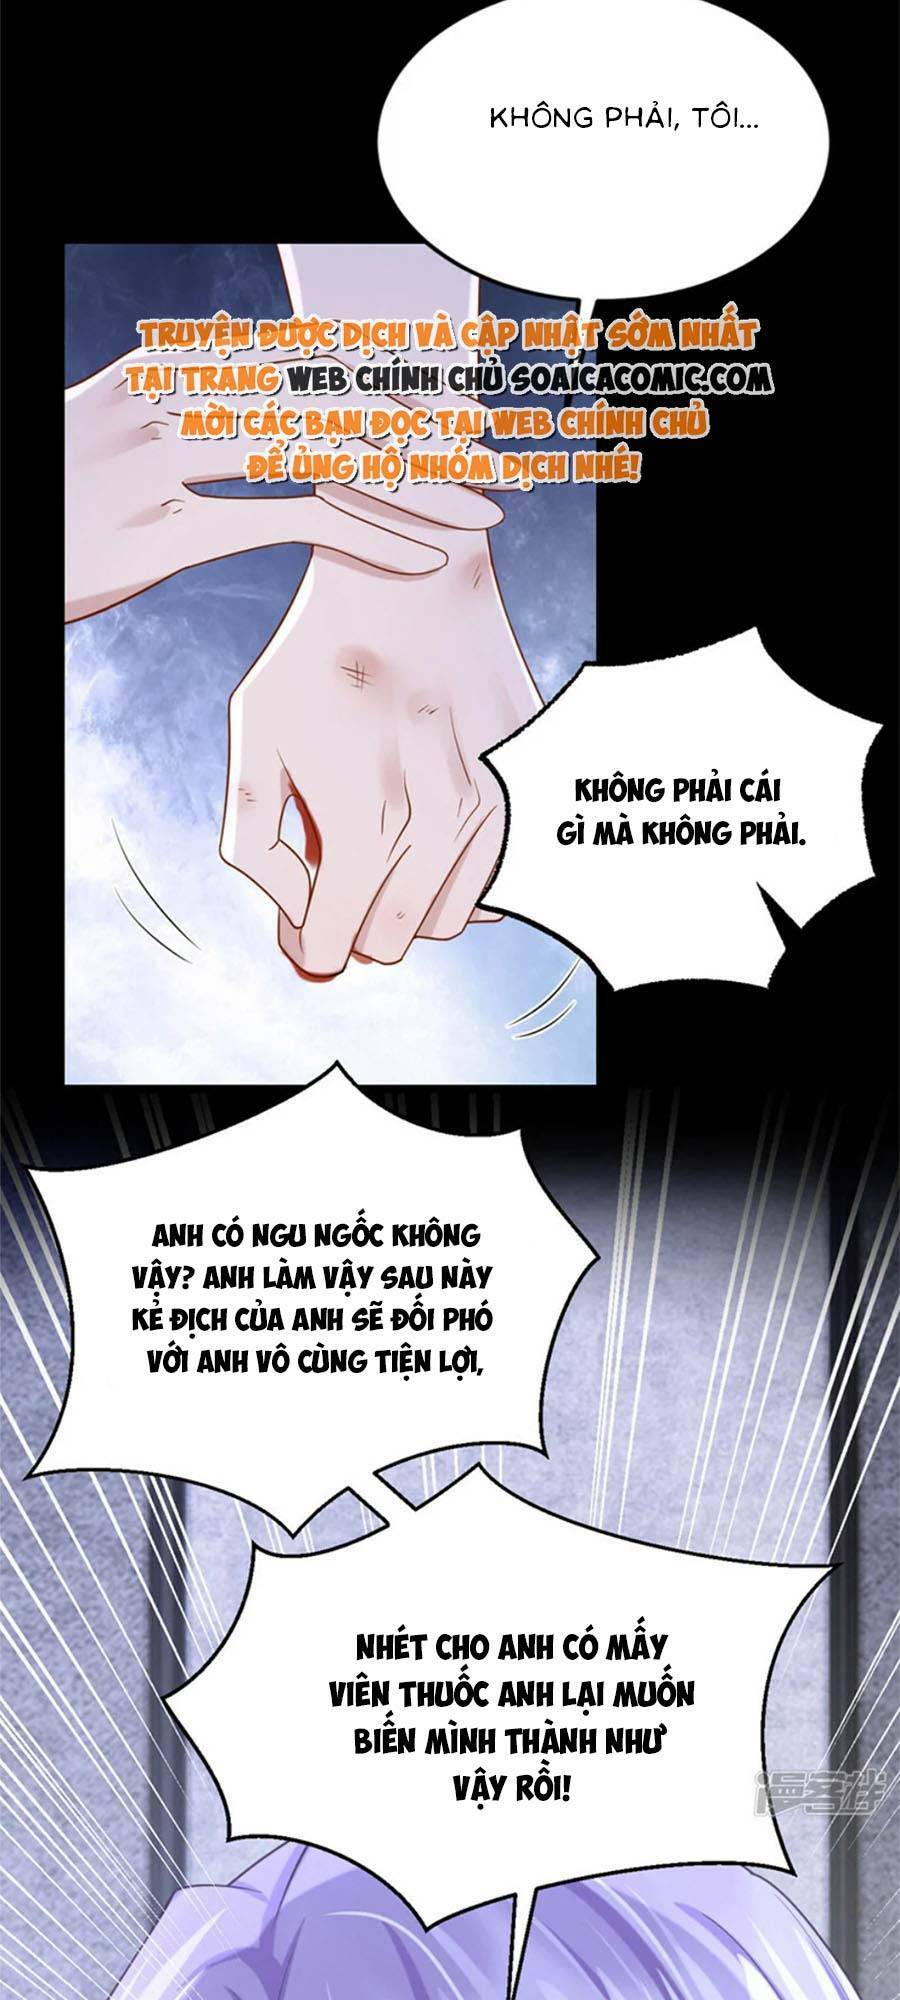 KHÔNG PHẢI, TÔI...
TRUYỆN ĐƯỢC DỊCH VÀ CẬP NHẬT SỚM NHẤT
TẠI TRANG WEB CHÍNH CHỦ SOAICACOMIC.COM
MỜI CÁC BẠN ĐỌC TẠI WEB CHÍNH CHỦ
ĐỂ ỦNG HỘ NHÓM DỊCH NHÉ!
KHÔNG PHẢI CÁI
GÌ MÀ KHÔNG PHẢI.
ANH CÓ NGU NGỐC KHÔNG
VẬY? ANH LÀM VẬY SAU NÀY
KẺ ĐỊCH CỦA ANH SẼ ĐỐI PHÓ
VỚI ANH VÔ CÙNG TIỆN LỢI,
NHÉT CHO ANH CÓ MẤY
VIÊN THUỐC ANH LẠI MUỐN
BIẾN MÌNH THÀNH NHƯ
VẬY RỒI!
漫客栈